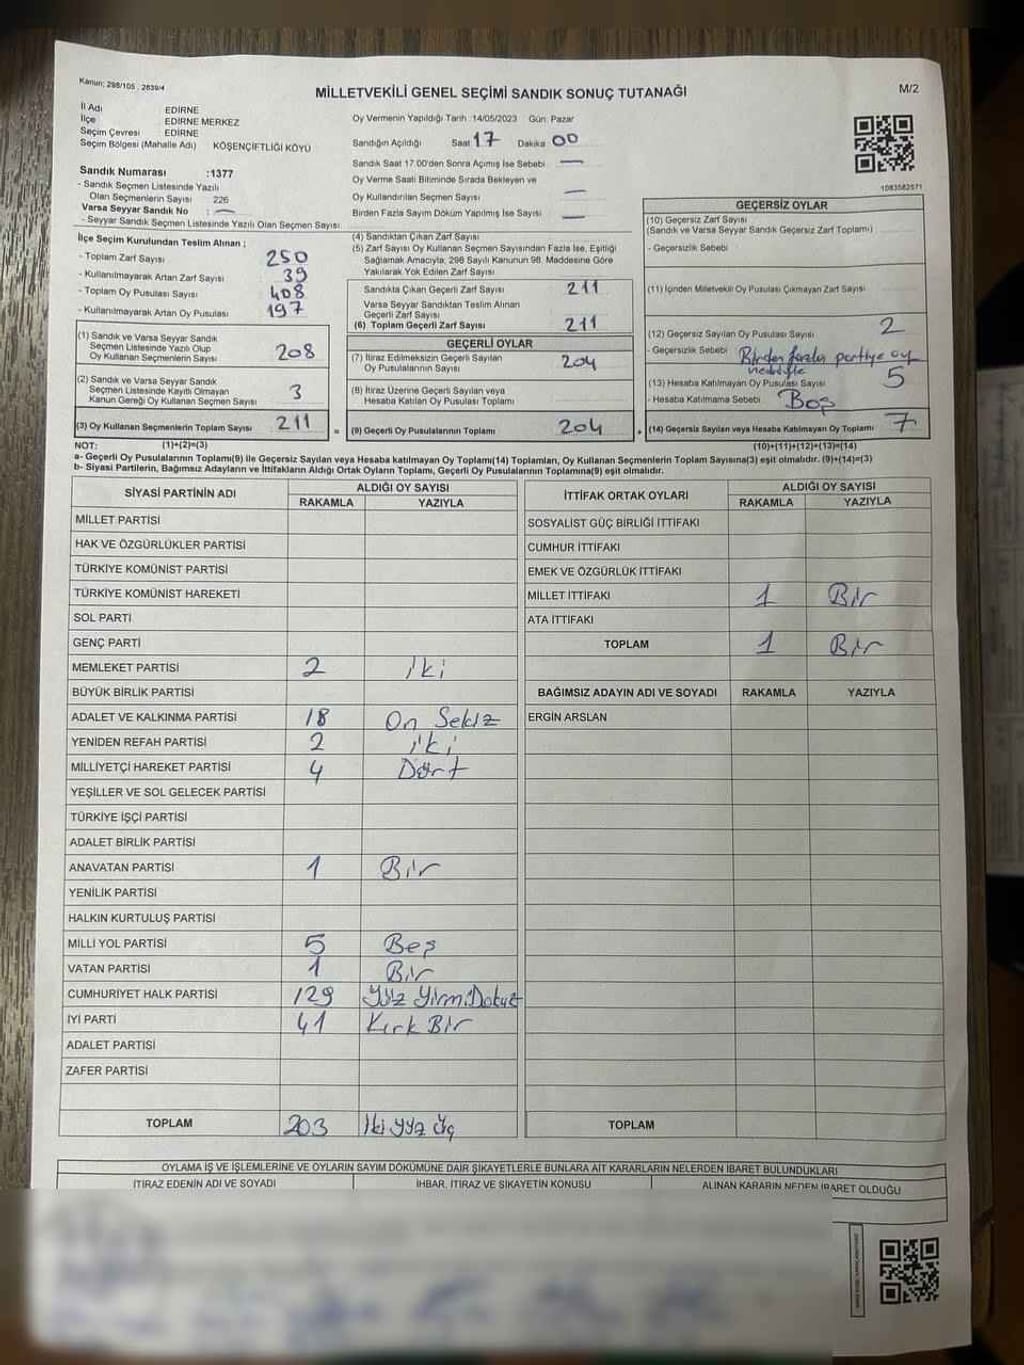 Kanun: 298/105, 2839/4
MİLLETVEKİLİ GENEL SEÇİMİ SANDIK SONUÇ TUTANAĞI
M/2
İl Adı EDİRNE
İlçe EDİRNE MERKEZ
Seçim Çevresi EDİRNE
Seçim Bölgesi (Mahalle Adı) KÖŞENÇİFTLİĞİ KÖYÜ
Sandık Numarası :1377
- Sandık Seçmen Listesinde Yazılı
Olan Seçmenlerin Sayısı 226
Varsa Seyyar Sandık No : —
- Seyyar Sandık Seçmen Listesinde Yazılı Olan Seçmen Sayısı
Oy Vermenin Yapıldığı Tarih :14/05/2023 Gün: Pazar
Sandığın Açıldığı Saat 17 Dakika 00
Sandık Saat 17.00'den Sonra Açımış İse Sebebi —
Oy Verme Saati Bitiminde Sırada Bekleyen ve
Oy Kullandırılan Seçmen Sayısı —
Birden Fazla Sayım Döküm Yapılmış İse Sayısı —
1083582571
İlçe Seçim Kurulundan Teslim Alınan ;
- Toplam Zarf Sayısı 250
- Kullanılmayarak Artan Zarf Sayısı 39
- Toplam Oy Pusulası Sayısı 408
- Kullanılmayarak Artan Oy Pusulası 197
(1) Sandık ve Varsa Seyyar Sandık
Seçmen Listesinde Yazılı Olup
Oy Kullanan Seçmenlerin Sayısı 208
(2) Sandık ve Varsa Seyyar Sandık
Seçmen Listesinde Kayıtlı Olmayan
Kanun Gereği Oy Kullanan Seçmen Sayısı 3
(3) Oy Kullanan Seçmenlerin Toplam Sayısı 211 =
(4) Sandıktan Çıkan Zarf Sayısı
(5) Zarf Sayısı Oy Kullanan Seçmen Sayısından Fazla İse, Eşitliği
Sağlamak Amacıyla, 298 Sayılı Kanunun 98. Maddesine Göre
Yakılarak Yok Edilen Zarf Sayısı
Sandıkta Çıkan Geçerli Zarf Sayısı 211
Varsa Seyyar Sandıktan Teslim Alınan
Geçerli Zarf Sayısı
(6) Toplam Geçerli Zarf Sayısı 211
GEÇERLİ OYLAR
(7) İtiraz Edilmeksizin Geçerli Sayılan
Oy Pusulalarının Sayısı 204
(8) İtiraz Üzerine Geçerli Sayılan veya
Hesaba Katılan Oy Pusulası Toplamı
(9) Geçerli Oy Pusulalarının Toplamı 204 +
GEÇERSİZ OYLAR
(10) Geçersiz Zarf Sayısı
(Sandık ve Varsa Seyyar Sandık Geçersiz Zarf Toplamı)
- Geçersizlik Sebebi
(11) İçinden Milletvekili Oy Pusulası Çıkmayan Zarf Sayısı
(12) Geçersiz Sayılan Oy Pusulası Sayısı 2
- Geçersizlik Sebebi Birden fazla partiye oy
(13) Hesaba Katılmayan Oy Pusulası Sayısı 5
- Hesaba Katılmama Sebebi Boş
(14) Geçersiz Sayılan veya Hesaba Katılmayan Oy Toplamı 7
NOT: (1)+(2)=(3) (10)+(11)+(12)+(13)=(14)
a- Geçerli Oy Pusulalarının Toplamı(9) ile Geçersiz Sayılan veya Hesaba katılmayan Oy Toplamı(14) Toplamları, Oy Kullanan Seçmenlerin Toplam Sayısına(3) eşit olmalıdır. (9)+(14)=(3)
b- Siyasi Partilerin, Bağımsız Adayların ve İttifakların Aldığı Ortak Oyların Toplamı, Geçerli Oy Pusulalarının Toplamına(9) eşit olmalıdır.
SİYASİ PARTİNİN ADI ALDIĞI OY SAYISI
RAKAMLA YAZIYLA
MİLLET PARTİSİ
HAK VE ÖZGÜRLÜKLER PARTİSİ
TÜRKİYE KOMÜNİST PARTİSİ
TÜRKİYE KOMÜNİST HAREKETİ
SOL PARTİ
GENÇ PARTİ
MEMLEKET PARTİSİ 2 iki
BÜYÜK BİRLİK PARTİSİ
ADALET VE KALKINMA PARTİSİ 18 On Sekiz
YENİDEN REFAH PARTİSİ 2 iki
MİLLİYETÇİ HAREKET PARTİSİ 4 Dört
YEŞİLLER VE SOL GELECEK PARTİSİ
TÜRKİYE İŞÇİ PARTİSİ
ADALET BİRLİK PARTİSİ
ANAVATAN PARTİSİ 1 Bir
YENİLİK PARTİSİ
HALKIN KURTULUŞ PARTİSİ
MİLLİ YOL PARTİSİ 5 Beş
VATAN PARTİSİ 1 Bir
CUMHURİYET HALK PARTİSİ 129 Yüz Yirmi Dokuz
İYİ PARTİ 41 Kırk Bir
ADALET PARTİSİ
ZAFER PARTİSİ
TOPLAM 203 İki yüz Üç
İTTİFAK ORTAK OYLARI ALDIĞI OY SAYISI
RAKAMLA YAZIYLA
SOSYALİST GÜÇ BİRLİĞİ İTTİFAKI
CUMHUR İTTİFAKI
EMEK VE ÖZGÜRLÜK İTTİFAKI
MİLLET İTTİFAKI 1 Bir
ATA İTTİFAKI
TOPLAM 1 Bir
BAĞIMSIZ ADAYIN ADI VE SOYADI RAKAMLA YAZIYLA
ERGİN ARSLAN
TOPLAM
OYLAMA İŞ VE İŞLEMLERİNE VE OYLARIN SAYIM DÖKÜMÜNE DAİR ŞİKAYETLERLE BUNLARA AİT KARARLARIN NELERDEN İBARET BULUNDUKLARI
İTİRAZ EDENİN ADI VE SOYADI İHBAR, İTİRAZ VE ŞİKAYETİN KONUSU ALINAN KARARIN NEDEN İBARET OLDUĞU